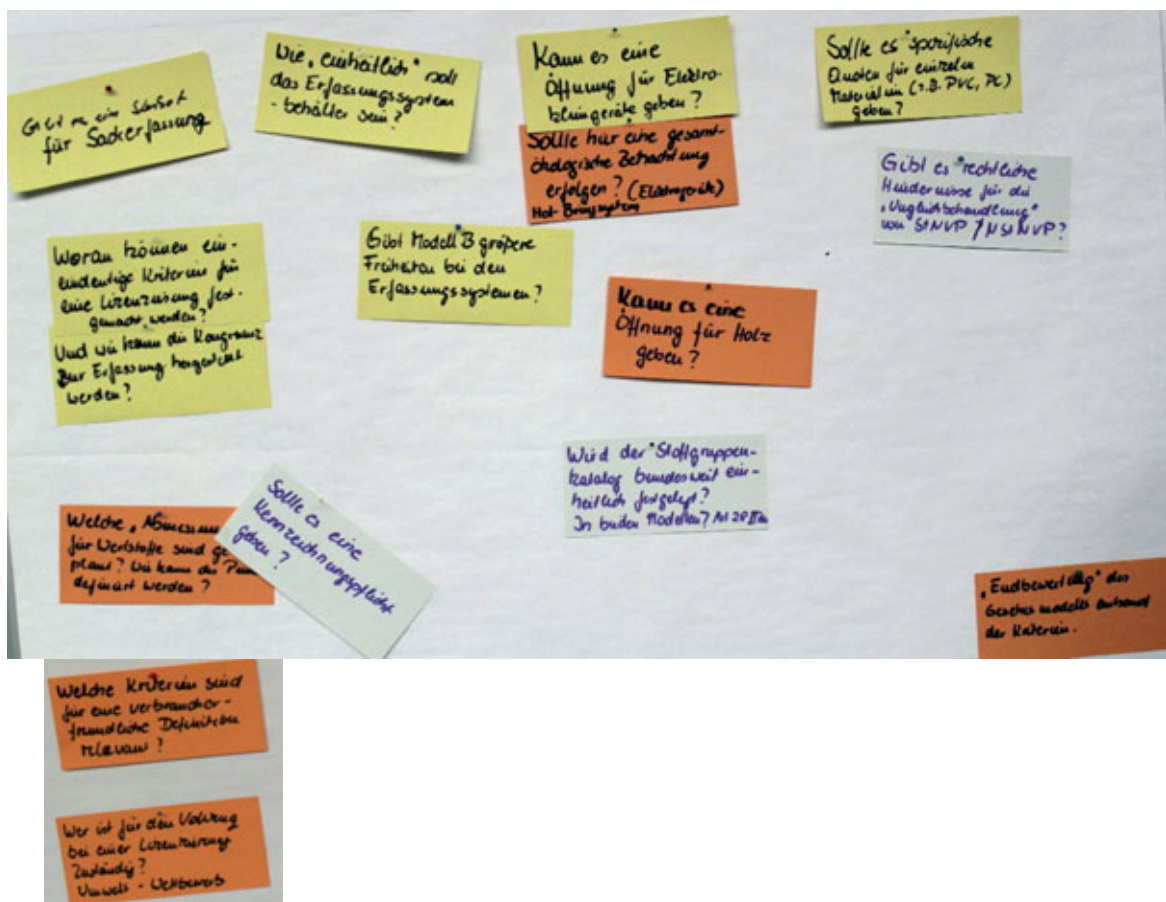 Gibt es ein
für Sackerfassung
Wie „einheitlich" soll
das Erfassungssystem
-behälter sein?
Kann es eine
Öffnung für Elektro-
kleingeräte geben?
Sollte hier eine gesamt-
ökologische Betrachtung
erfolgen? (Elektrogeräte)
Hol- Bringsystem
Sollte es spezifische
Quoten für einzelne
Materialien (z.B. PVC, PC)
geben?
Gibt es rechtliche
Hindernisse für die
„Ungleichbehandlung"
von StNVP / NStNVP?
Woran können ein-
eindeutige Kriterien für
eine Lizenzierung fest-
gemacht werden?
Und wie kann die Kongruenz
zur Erfassung hergestellt
werden?
Gibt Modell B größere
Freiheiten bei den
Erfassungssystemen?
Kann es eine
Öffnung für Holz
geben?
Wird der Stoffgruppen-
katalog bundesweit ein-
heitlich festgelegt?
In beiden Modellen?
Welche
für Wertstoffe sind ge
plant? Wie kann der
definiert werden?
Sollte es eine
Kennzeichnungspflicht
geben?
„Endbewertung" des
der Kriterien.
Welche Kriterien sind
für eine verbraucher-
freundliche Definition
relevant?
Wer ist für den Vollzug
bei einer Lizenzierung
Zuständig?
Umwelt - Wettbewerb